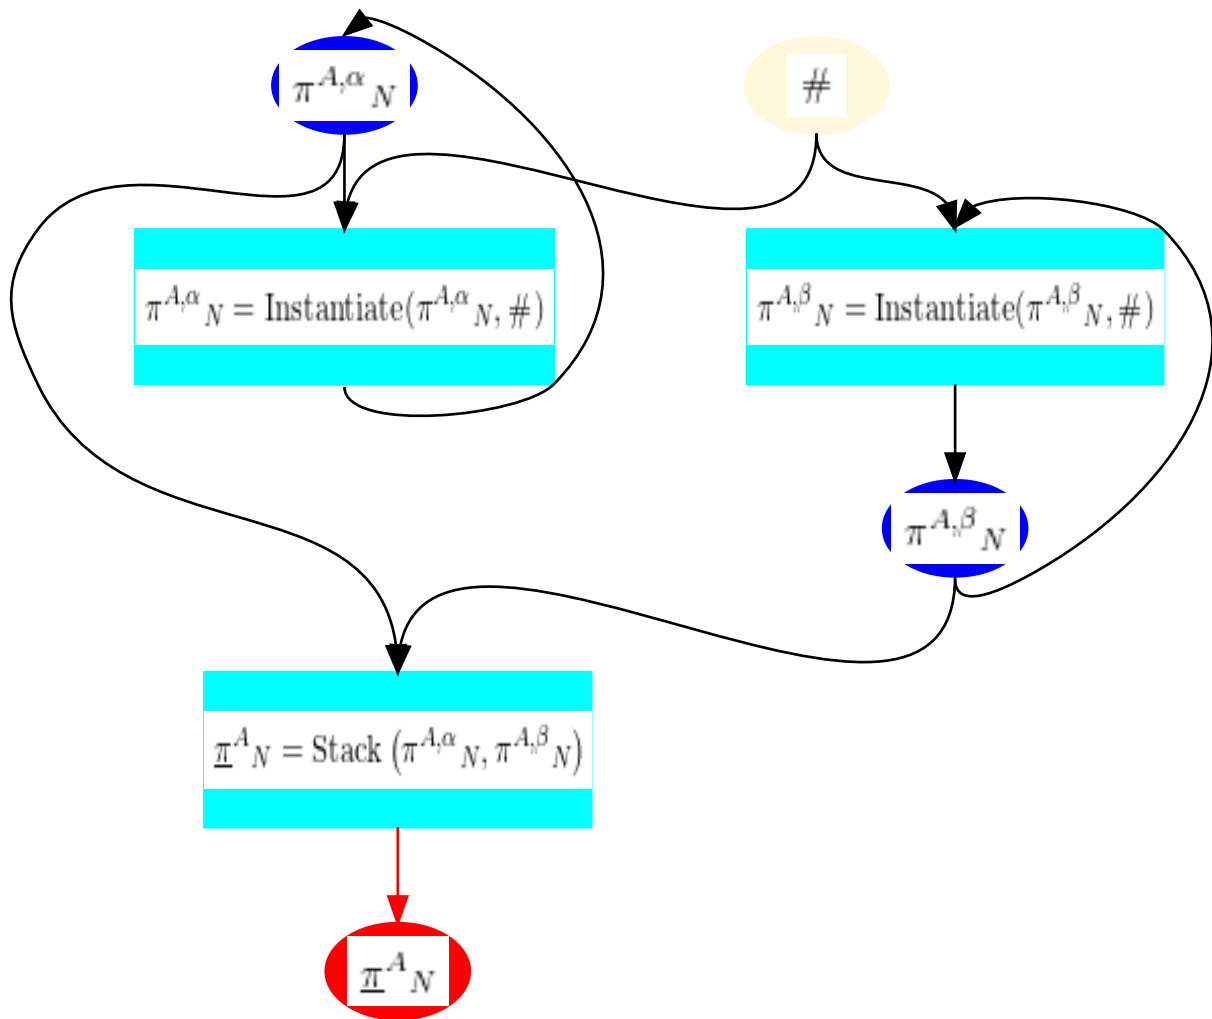 π^{A,α}_N
#
π^{A,α}_N = Instantiate(π^{A,α}_N, #)
π^{A,β}_N = Instantiate(π^{A,β}_N, #)
π^{A,β}_N
π̲^A_N = Stack (π^{A,α}_N, π^{A,β}_N)
π̲^A_N